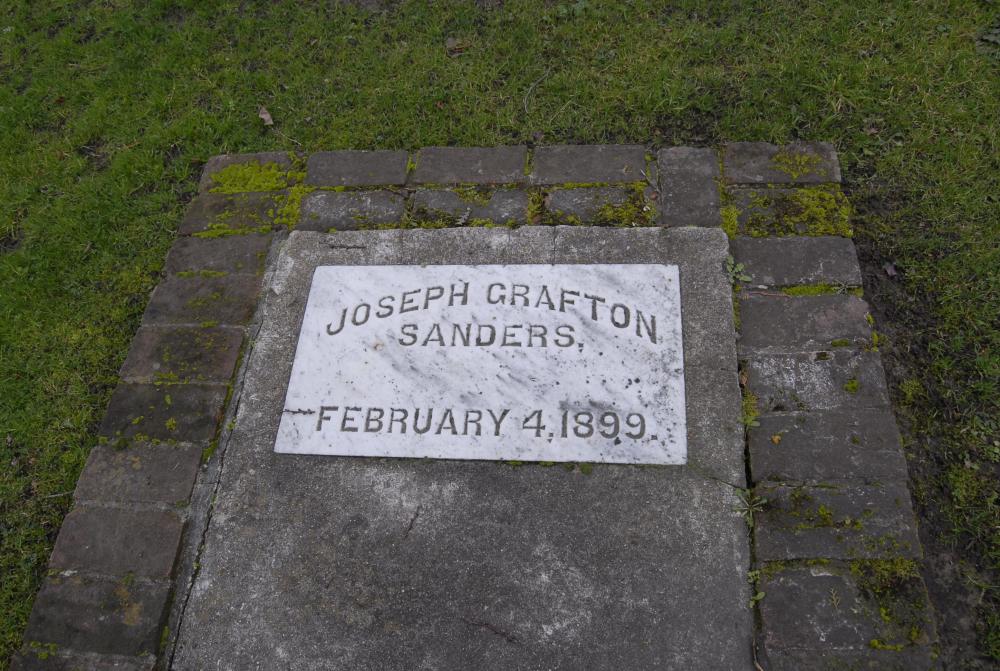 JOSEPH GRAFTON
SANDERS.
FEBRUARY 4, 1899.